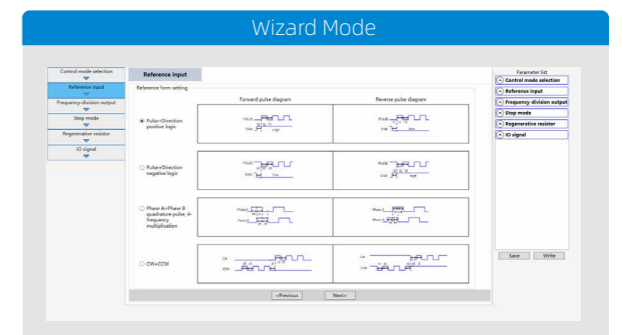 Wizard Mode
Control mode selection
Reference input
Frequency-division output
Stop mode
Regenerative resistor
IO signal
Reference input
Reference form setting
Forward pulse diagram
Reverse pulse diagram
Pulse+Direction
positive logic
Pulse+Direction
negative logic
Phase A+Phase B
quadrature pulse, 4-
frequency
multiplication
CW+CCW
<Previous
Next>
Parameter list
Control mode selection
Reference input
Frequency-division output
Stop mode
Regenerative resistor
IO signal
Save
Write